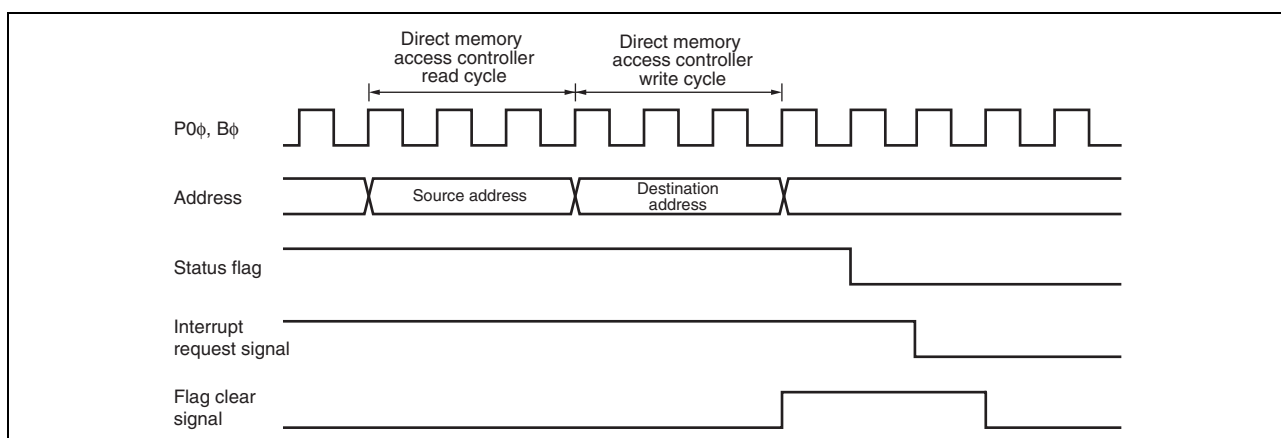 Direct memory
access controller
read cycle
Direct memory
access controller
write cycle
P0ϕ, Bϕ
Address
Source address
Destination
address
Status flag
Interrupt
request signal
Flag clear
signal